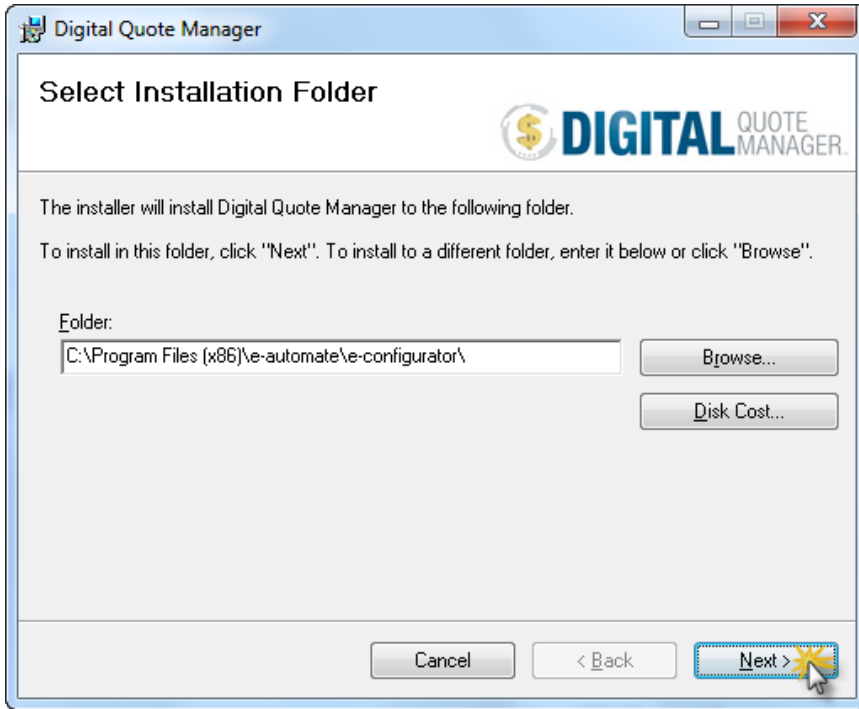 Digital Quote Manager
Select Installation Folder
$ DIGITAL QUOTE MANAGER.
The installer will install Digital Quote Manager to the following folder.
To install in this folder, click "Next". To install to a different folder, enter it below or click "Browse".
Folder:
C:\Program Files (x86)\e-automate\e-configurator\
Browse...
Disk Cost...
Cancel
< Back
Next >